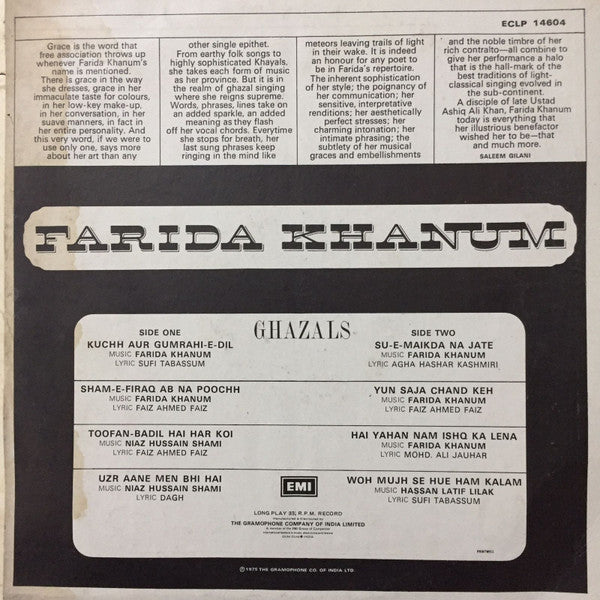 ECLP 14604
Grace is the word that
free association throws up
whenever Farida Khanum's
name is mentioned.
There is grace in the way
she dresses, grace in her
immaculate taste for colours,
in her low-key make-up,
in her conversation, in her
suave manners, in fact in
her entire personality. And
this very word, if we were to
use only one, says more
about her art than any
other single epithet.
From earthy folk songs to
highly sophisticated Khayals,
she takes each form of music
as her province. But it is in
the realm of ghazal singing
where she reigns supreme.
Words, phrases, lines take on
an added sparkle, an added
meaning as they flash
off her vocal chords. Everytime
she stops for breath, her
last sung phrases keep
ringing in the mind like
meteors leaving trails of light
in their wake. It is indeed
an honour for any poet to
be in Farida's repertoire.
The inherent sophistication
of her style; the poignancy of
her communication; her
sensitive, interpretative
renditions; her aesthetically
perfect stresses; her
charming intonation; her
intimate phrasing; the
subtlety of her musical
graces and embellishments
and the noble timbre of her
rich contralto—all combine to
give her performance a halo
that is the hall-mark of the
best traditions of light-
classical singing evolved in
the sub-continent.
A disciple of late Ustad
Ashiq Ali Khan, Farida Khanum
today is everything that
her illustrious benefactor
wished her to be—that
and much more.
SALEEM GILANI
FARIDA KHANUM
GHAZALS
SIDE ONE
KUCHH AUR GUMRAHI-E-DIL
MUSIC FARIDA KHANUM
LYRIC SUFI TABASSUM
SHAM-E-FIRAQ AB NA POOCHH
MUSIC FARIDA KHANUM
LYRIC FAIZ AHMED FAIZ
TOOFAN-BADIL HAI HAR KOI
MUSIC NIAZ HUSSAIN SHAMI
LYRIC FAIZ AHMED FAIZ
UZR AANE MEN BHI HAI
MUSIC NIAZ HUSSAIN SHAMI
LYRIC DAGH
SIDE TWO
SU-E-MAIKDA NA JATE
MUSIC FARIDA KHANUM
LYRIC AGHA HASHAR KASHMIRI
YUN SAJA CHAND KEH
MUSIC FARIDA KHANUM
LYRIC FAIZ AHMED FAIZ
HAI YAHAN NAM ISHQ KA LENA
MUSIC FARIDA KHANUM
LYRIC MOHD. ALI JAUHAR
WOH MUJH SE HUE HAM KALAM
MUSIC HASSAN LATIF LILAK
LYRIC SUFI TABASSUM
EMI
LONG PLAY 33⅓ R.P.M. RECORD
THE GRAMOPHONE COMPANY OF INDIA LIMITED
Ⓟ 1975 THE GRAMOPHONE CO. OF INDIA LTD.